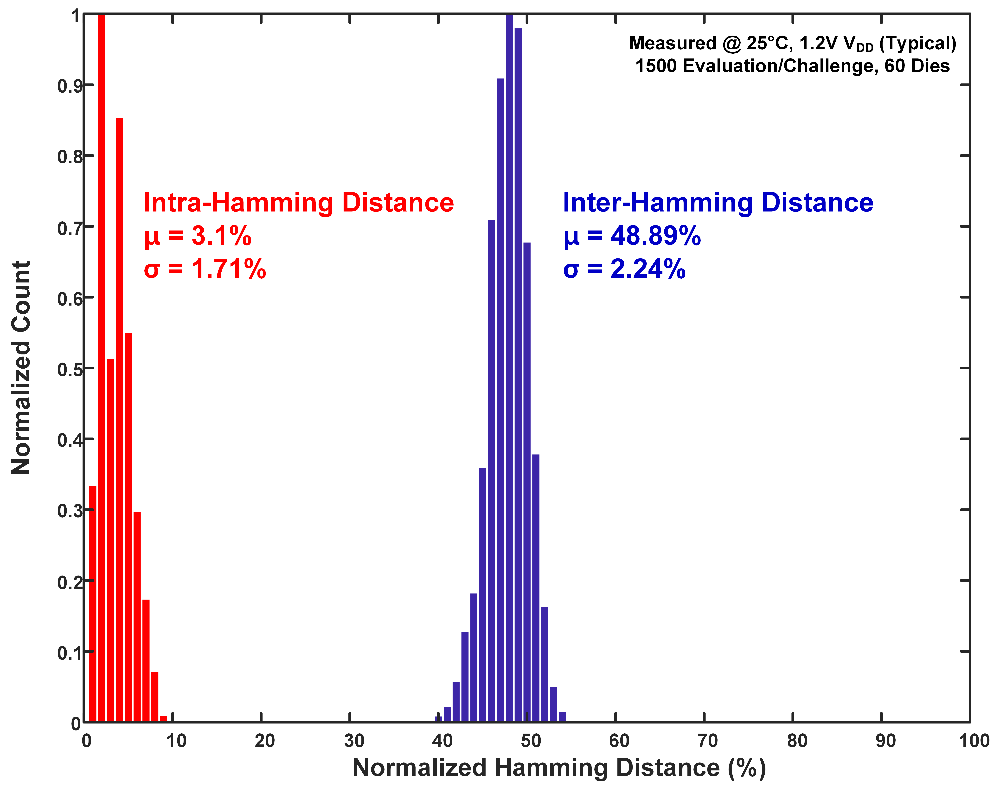 Measured @ 25°C, 1.2V VDD (Typical)
1500 Evaluation/Challenge, 60 Dies
Intra-Hamming Distance
μ = 3.1%
σ = 1.71%
Inter-Hamming Distance
μ = 48.89%
σ = 2.24%
Normalized Count
1
0.9
0.8
0.7
0.6
0.5
0.4
0.3
0.2
0.1
0
0 10 20 30 40 50 60 70 80 90 100
Normalized Hamming Distance (%)